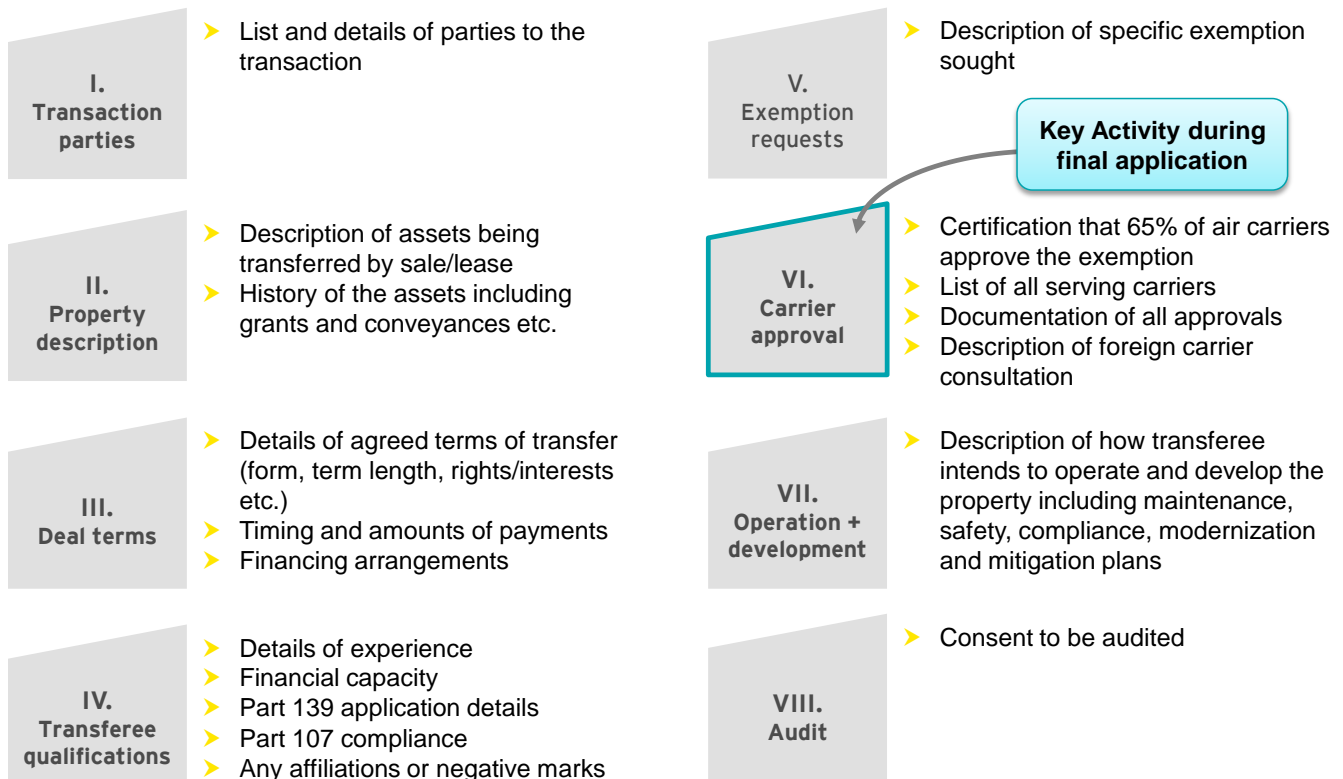 I.
Transaction
parties
List and details of parties to the
transaction
II.
Property
description
Description of assets being
transferred by sale/lease
History of the assets including
grants and conveyances etc.
III.
Deal terms
Details of agreed terms of transfer
(form, term length, rights/interests
etc.)
Timing and amounts of payments
Financing arrangements
IV.
Transferee
qualifications
Details of experience
Financial capacity
Part 139 application details
Part 107 compliance
Any affiliations or negative marks
V.
Exemption
requests
Description of specific exemption
sought
Key Activity during
final application
VI.
Carrier
approval
Certification that 65% of air carriers
approve the exemption
List of all serving carriers
Documentation of all approvals
Description of foreign carrier
consultation
VII.
Operation +
development
Description of how transferee
intends to operate and develop the
property including maintenance,
safety, compliance, modernization
and mitigation plans
VIII.
Audit
Consent to be audited